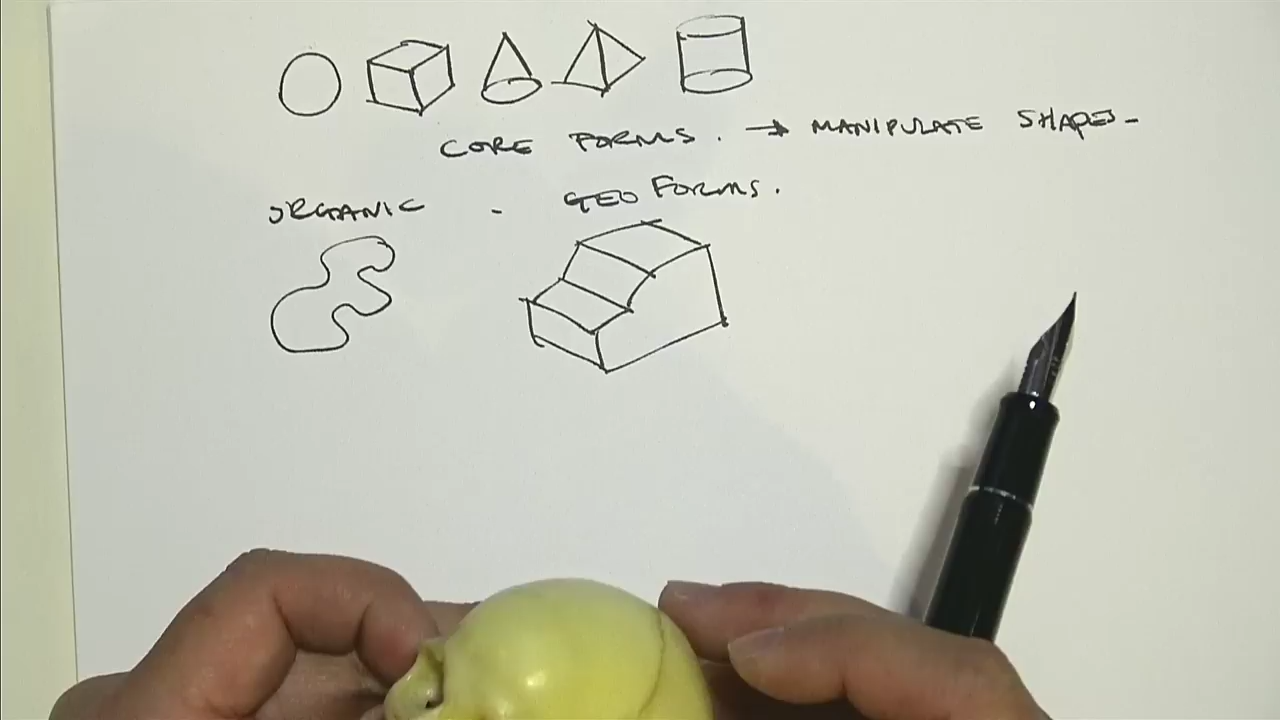 CORE FORMS. → MANIPULATE SHAPES-
ORGANIC - GEO FORMS.